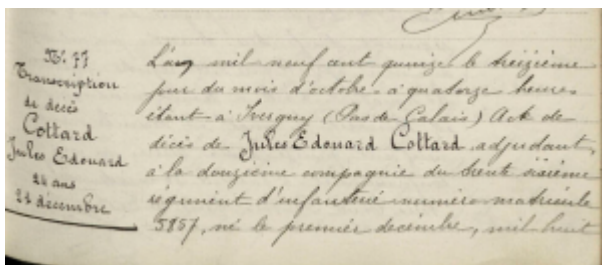 N° 77
Transcription
de décès
Cottard
Jules Edouard
24 ans
24 décembre
L'an mil neuf cent quinze le treizième
jour du mois d'octobre à quatorze heures
étant à Ivergny (Pas de Calais) Acte de
décès de Jules Edouard Cottard adjudant,
à la douzième compagnie du trente sixième
régiment d'infanterie numéro matricule
5857, né le premier décembre, mil huit